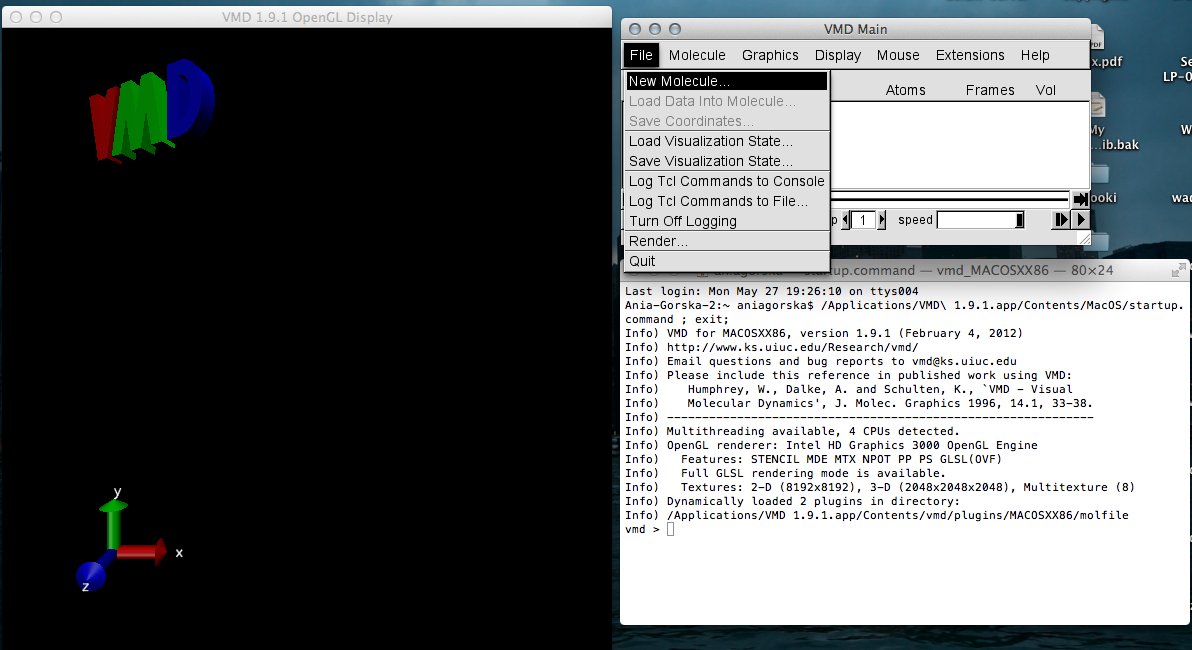 VMD 1.9.1 OpenGL Display
VMD
y
x
z
VMD Main
File Molecule Graphics Display Mouse Extensions Help
Atoms Frames Vol
New Molecule...
Load Data Into Molecule...
Save Coordinates...
Load Visualization State...
Save Visualization State...
Log Tcl Commands to Console
Log Tcl Commands to File...
Turn Off Logging
Render...
Quit
p 1 speed
startup.command — vmd_MACOSXX86 — 80×24
Last login: Mon May 27 19:26:10 on ttys004
Ania-Gorska-2:~ aniagorska$ /Applications/VMD\ 1.9.1.app/Contents/MacOS/startup.
command ; exit;
Info) VMD for MACOSXX86, version 1.9.1 (February 4, 2012)
Info) http://www.ks.uiuc.edu/Research/vmd/
Info) Email questions and bug reports to vmd@ks.uiuc.edu
Info) Please include this reference in published work using VMD:
Info)    Humphrey, W., Dalke, A. and Schulten, K., `VMD - Visual
Info)    Molecular Dynamics', J. Molec. Graphics 1996, 14.1, 33-38.
Info) -------------------------------------------------------------
Info) Multithreading available, 4 CPUs detected.
Info) OpenGL renderer: Intel HD Graphics 3000 OpenGL Engine
Info)   Features: STENCIL MDE MTX NPOT PP PS GLSL(OVF)
Info)   Full GLSL rendering mode is available.
Info)   Textures: 2-D (8192x8192), 3-D (2048x2048x2048), Multitexture (8)
Info) Dynamically loaded 2 plugins in directory:
Info) /Applications/VMD 1.9.1.app/Contents/vmd/plugins/MACOSXX86/molfile
vmd >
PDF
x.pdf
Se
LP-0
My
...ib.bak
W
ooki
wad